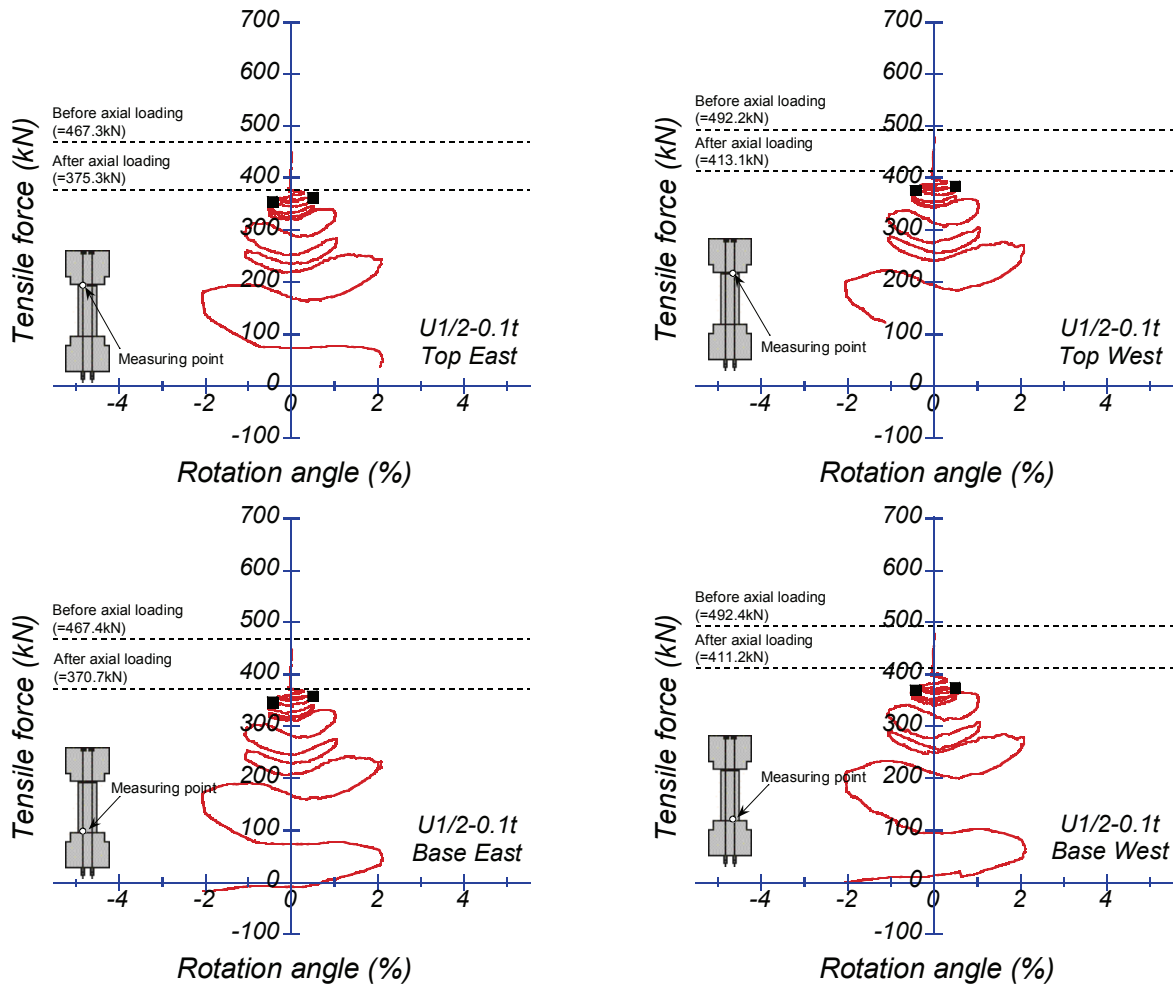 700
600
500
400
300
200
100
0
-100
-4
-2
0
2
4
Tensile force (kN)
Before axial loading
(=467.3kN)
After axial loading
(=375.3kN)
Measuring point
U1/2-0.1t
Top East
Rotation angle (%)
700
600
500
400
300
200
100
0
-100
-4
-2
0
2
4
Tensile force (kN)
Before axial loading
(=492.2kN)
After axial loading
(=413.1kN)
Measuring point
U1/2-0.1t
Top West
Rotation angle (%)
700
600
500
400
300
200
100
0
-100
-4
-2
0
2
4
Tensile force (kN)
Before axial loading
(=467.4kN)
After axial loading
(=370.7kN)
Measuring point
U1/2-0.1t
Base East
Rotation angle (%)
700
600
500
400
300
200
100
0
-100
-4
-2
0
2
4
Tensile force (kN)
Before axial loading
(=492.4kN)
After axial loading
(=411.2kN)
Measuring point
U1/2-0.1t
Base West
Rotation angle (%)